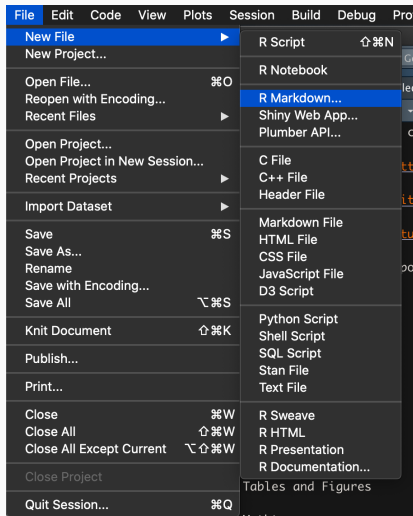 File Edit Code View Plots Session Build Debug Pro
New File ▶
New Project...
Open File... ⌘O
Reopen with Encoding...
Recent Files ▶
Open Project...
Open Project in New Session...
Recent Projects ▶
Import Dataset ▶
Save ⌘S
Save As...
Rename
Save with Encoding...
Save All ⌥⌘S
Knit Document ⇧⌘K
Publish...
Print...
Close ⌘W
Close All ⇧⌘W
Close All Except Current ⌥⇧⌘W
Close Project
Quit Session... ⌘Q
R Script ⇧⌘N
R Notebook
R Markdown...
Shiny Web App...
Plumber API...
C File
C++ File
Header File
Markdown File
HTML File
CSS File
JavaScript File
D3 Script
Python Script
Shell Script
SQL Script
Stan File
Text File
R Sweave
R HTML
R Presentation
R Documentation...
Tables and Figures